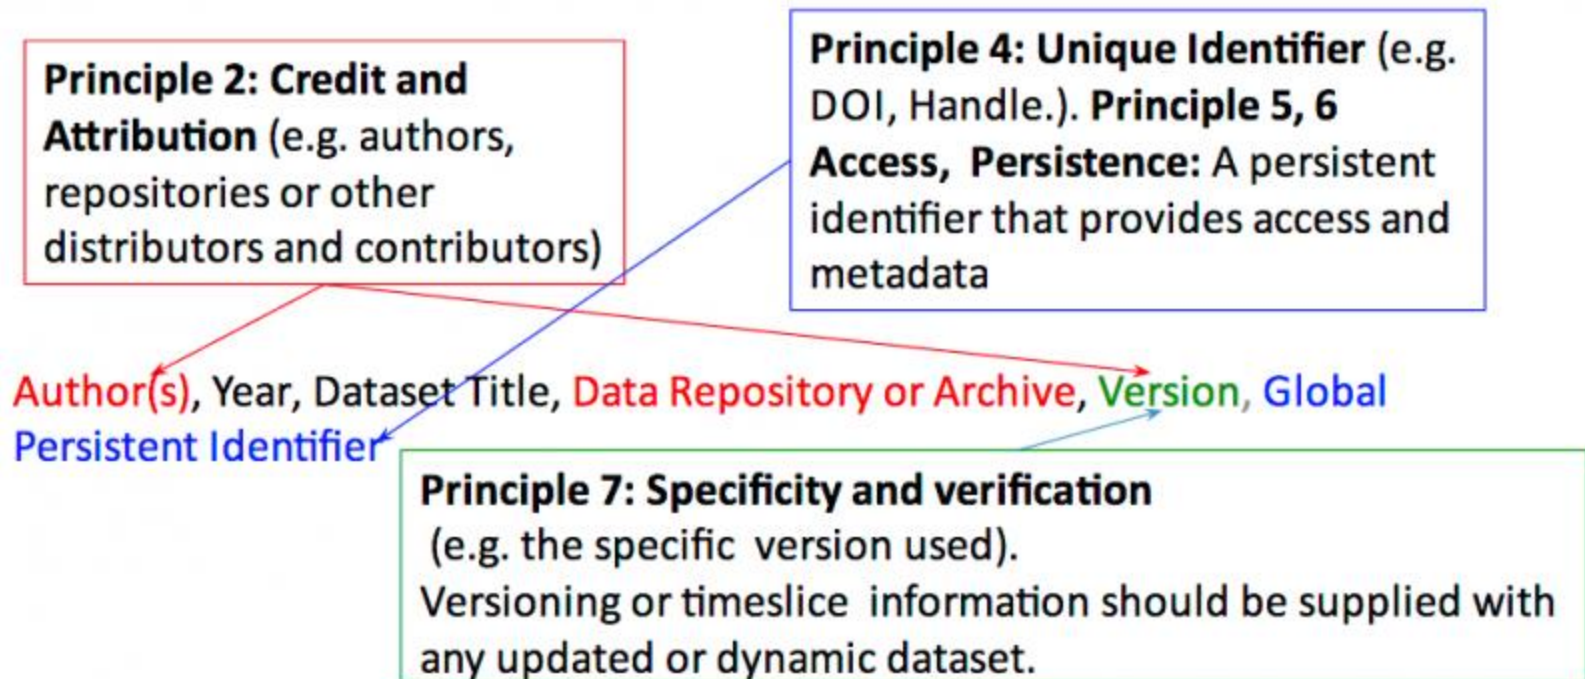 Principle 2: Credit and
Attribution (e.g. authors,
repositories or other
distributors and contributors)
Principle 4: Unique Identifier (e.g.
DOI, Handle.). Principle 5, 6
Access, Persistence: A persistent
identifier that provides access and
metadata
Author(s), Year, Dataset Title, Data Repository or Archive, Version, Global
Persistent Identifier
Principle 7: Specificity and verification
(e.g. the specific version used).
Versioning or timeslice information should be supplied with
any updated or dynamic dataset.